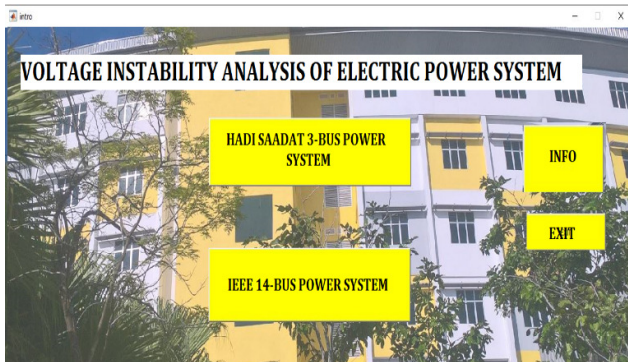 intro
VOLTAGE INSTABILITY ANALYSIS OF ELECTRIC POWER SYSTEM
HADI SAADAT 3-BUS POWER
SYSTEM
INFO
EXIT
IEEE 14-BUS POWER SYSTEM